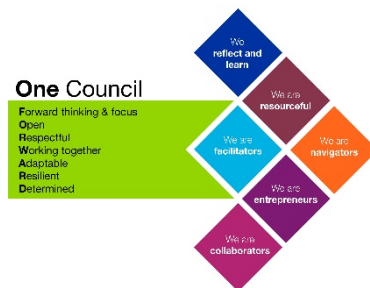 One Council
Forward thinking & focus
Open
Respectful
Working together
Adaptable
Resilient
Determined
We
reflect and
learn
We are
resourceful
We are
facilitators
We are
navigators
We are
entrepreneurs
We are
collaborators